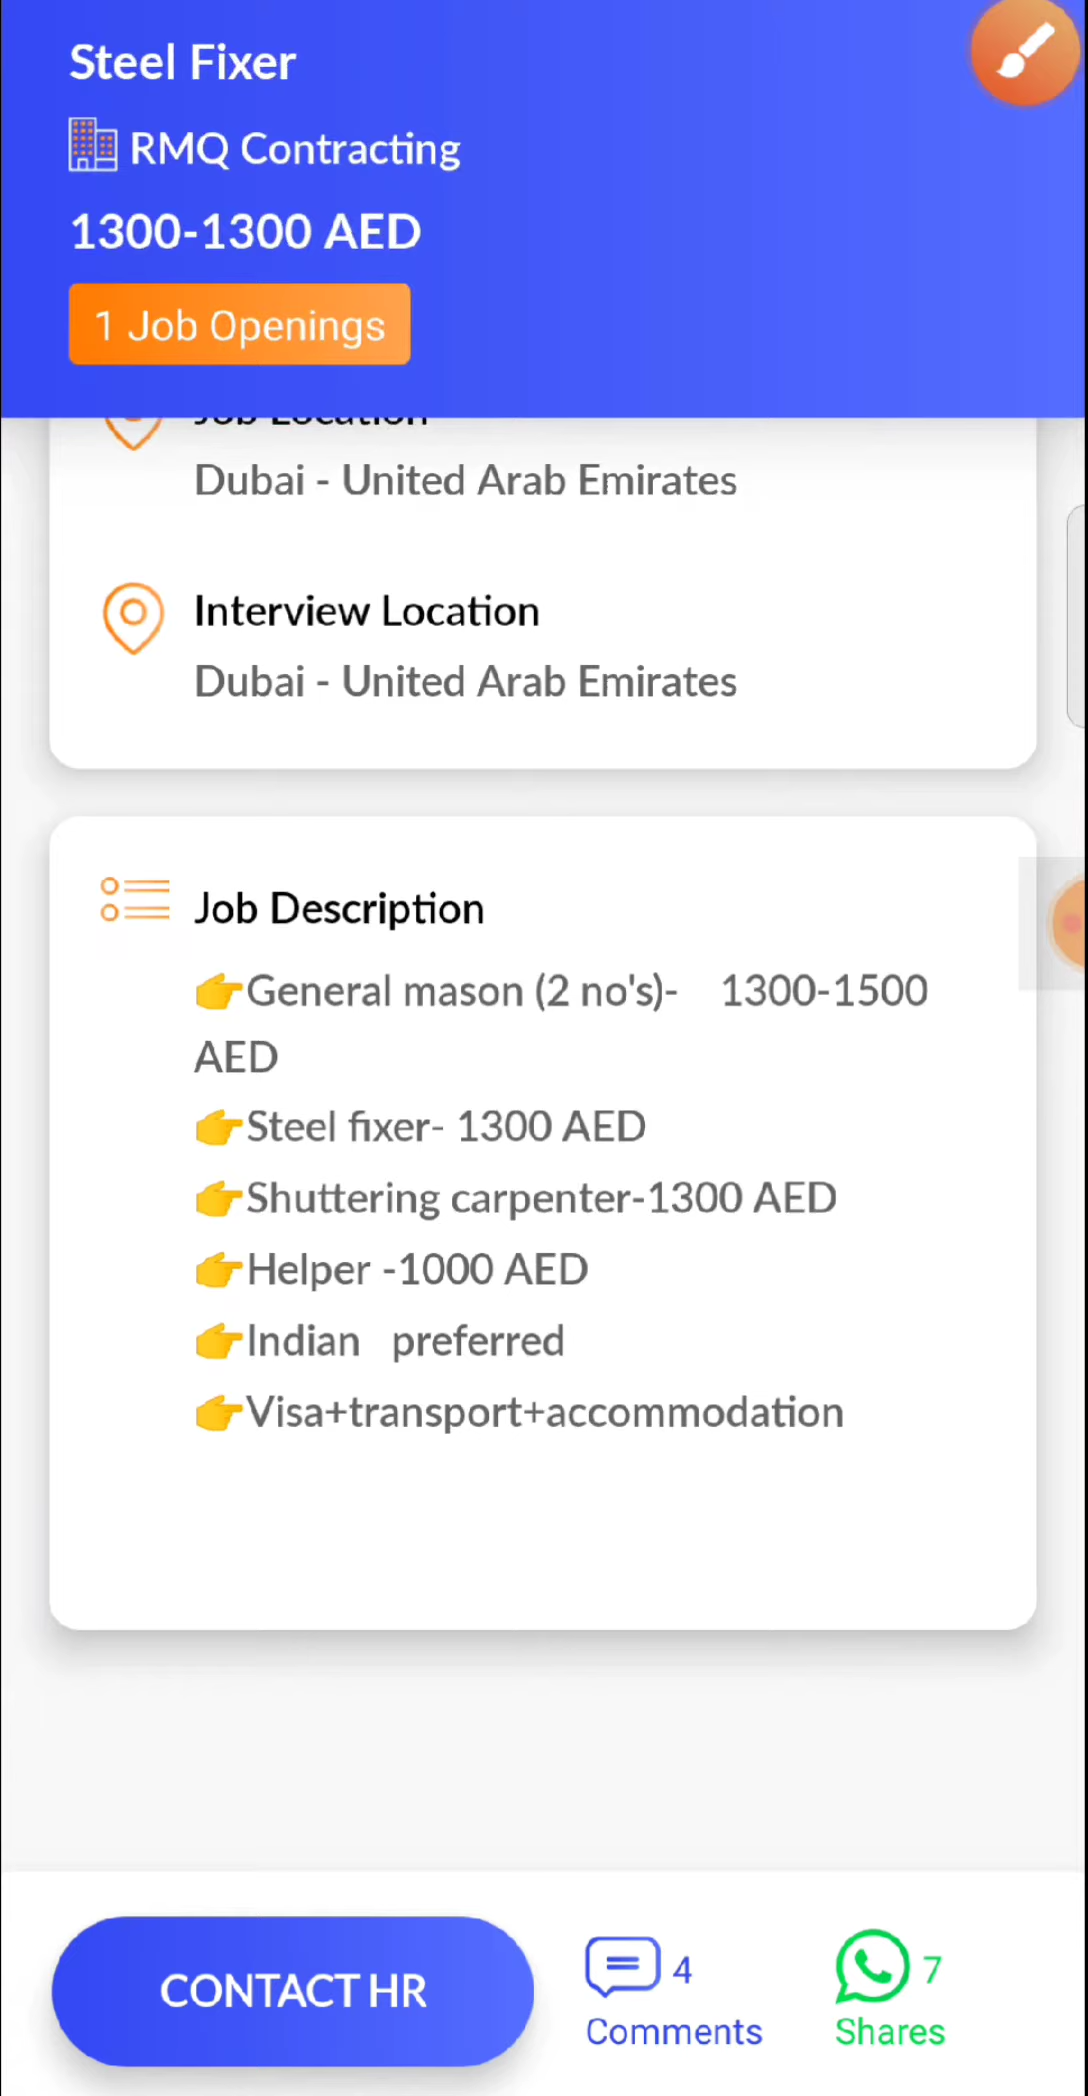 Steel Fixer
RMQ Contracting
1300-1300 AED
1 Job Openings
Job Location
Dubai - United Arab Emirates
Interview Location
Dubai - United Arab Emirates
Job Description
👉General mason (2 no's)- 1300-1500
AED
👉Steel fixer- 1300 AED
👉Shuttering carpenter-1300 AED
👉Helper -1000 AED
👉Indian preferred
👉Visa+transport+accommodation
CONTACT HR
4
Comments
7
Shares